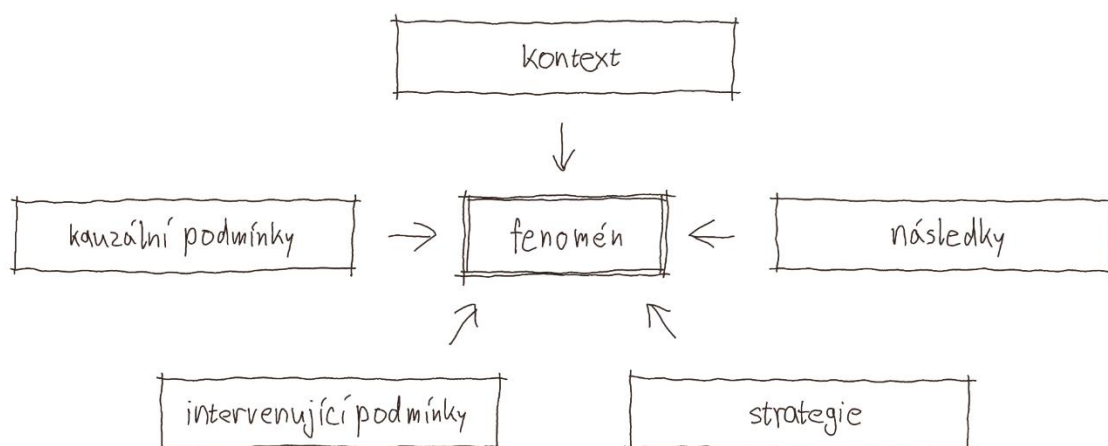 kontext
kauzální podmínky
fenomén
následky
intervenující podmínky
strategie